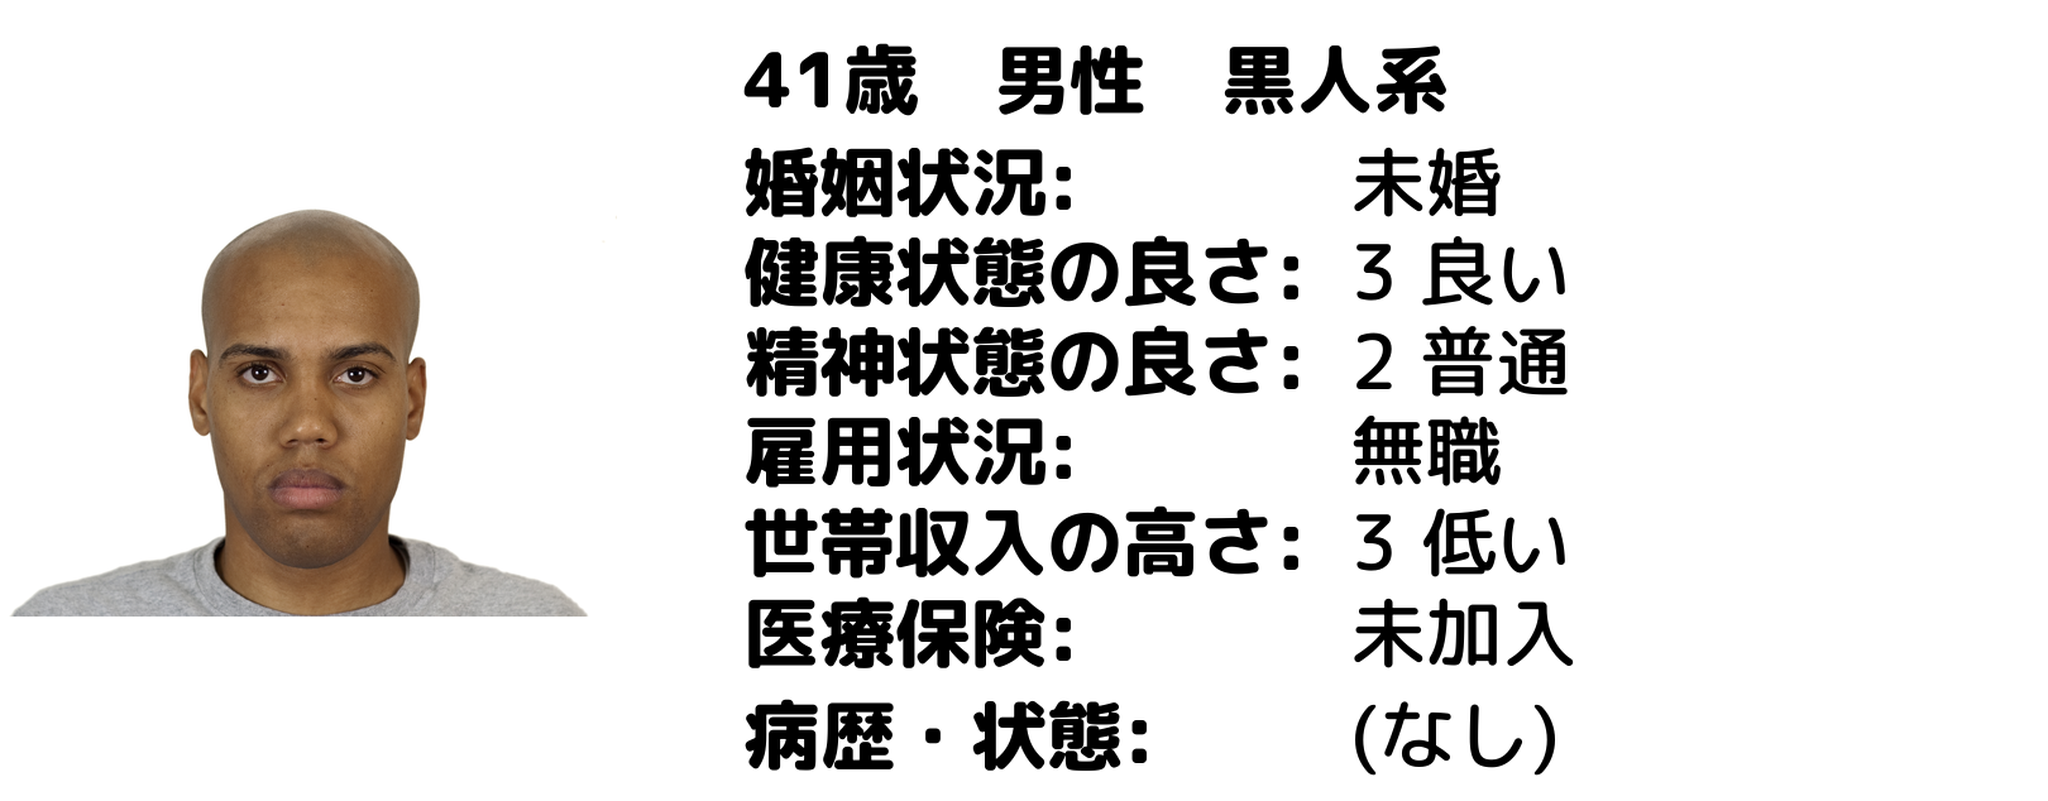 41歳　男性　黒人系
婚姻状況: 未婚
健康状態の良さ: 3 良い
精神状態の良さ: 2 普通
雇用状況: 無職
世帯収入の高さ: 3 低い
医療保険: 未加入
病歴・状態: (なし)